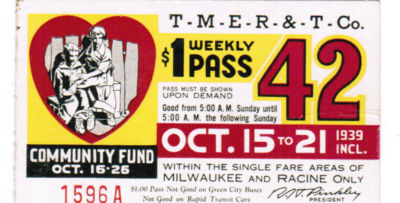 T-M-E-R-&-T-Co.
$1 WEEKLY PASS
42
PASS MUST BE SHOWN
UPON DEMAND
Good from 5:00 A.M. Sunday until
5:00 A.M. the following Sunday
OCT. 15 TO 21 1939 INCL.
COMMUNITY FUND
OCT. 16-26
WITHIN THE SINGLE FARE AREAS OF
MILWAUKEE AND RACINE ONLY
1596A
$1.00 Pass Not Good on Green City Buses
Not Good on Rapid Transit Cars
PRESIDENT